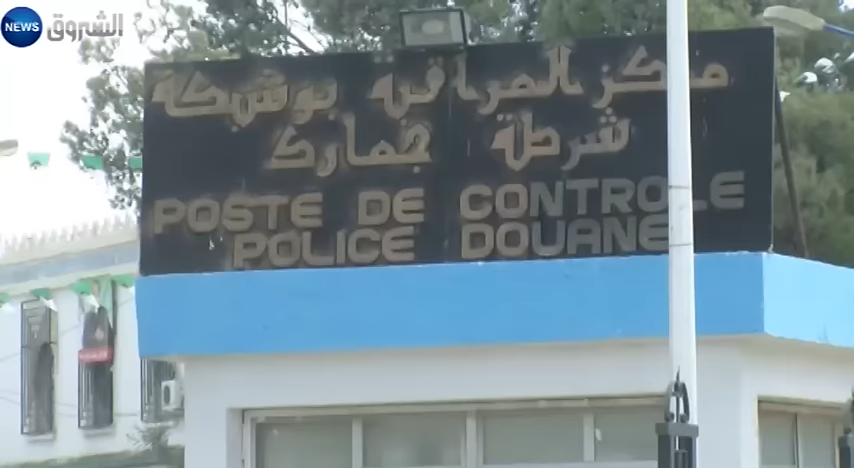 NEWS الشروق
مركز المراقبة بوشبكة
شرطة جمارك
POSTE DE CONTROLE
POLICE DOUANE